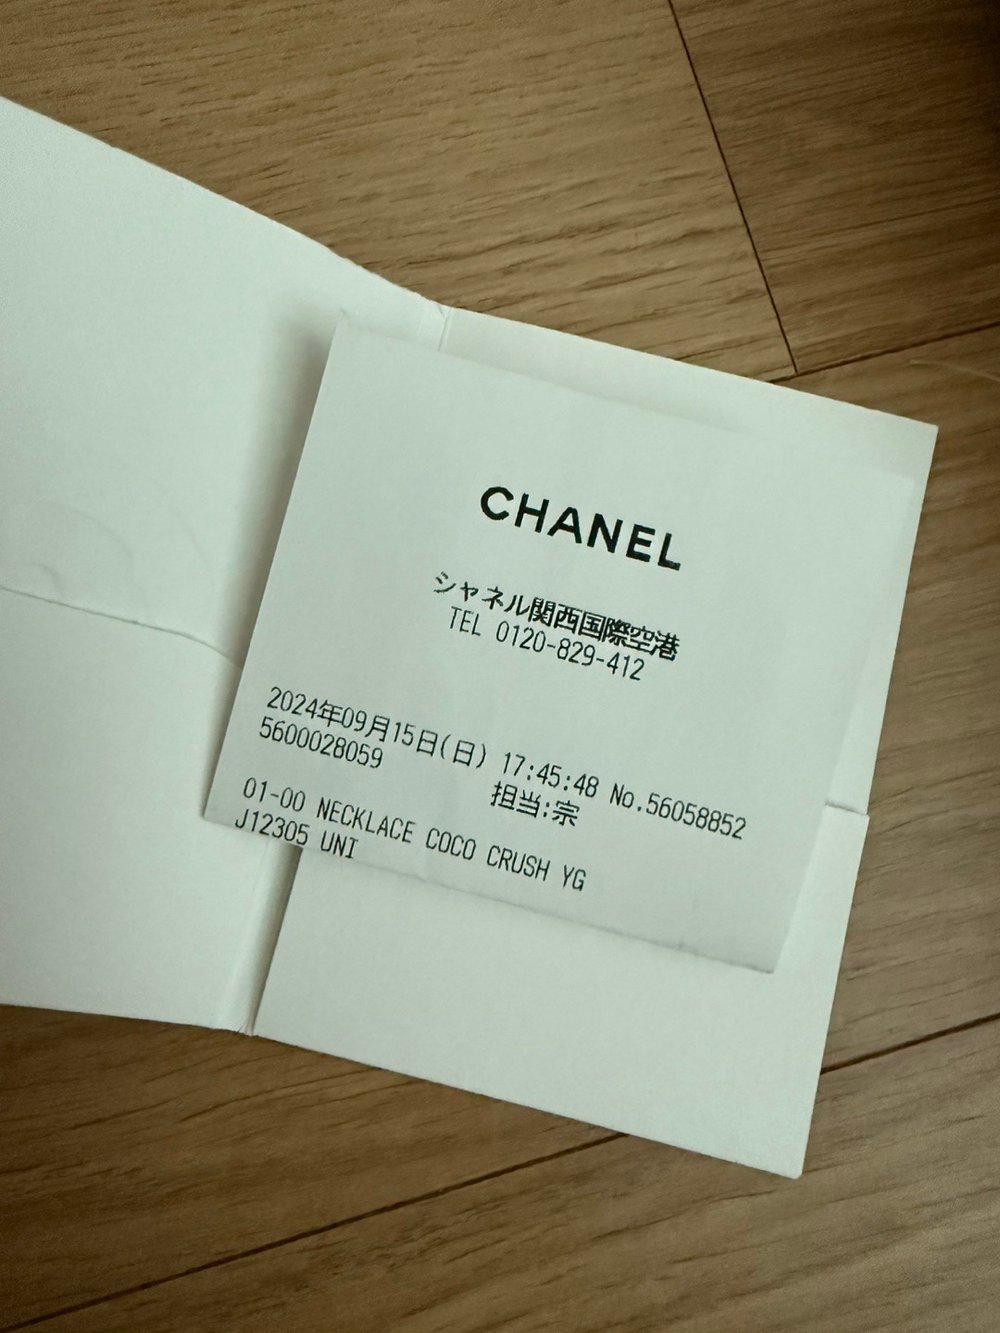 CHANEL
シャネル関西国際空港
TEL 0120-829-412
2024年09月15日(日) 17:45:48 No.56058852
5600028059 担当:宗
01-00 NECKLACE COCO CRUSH YG
J12305 UNI